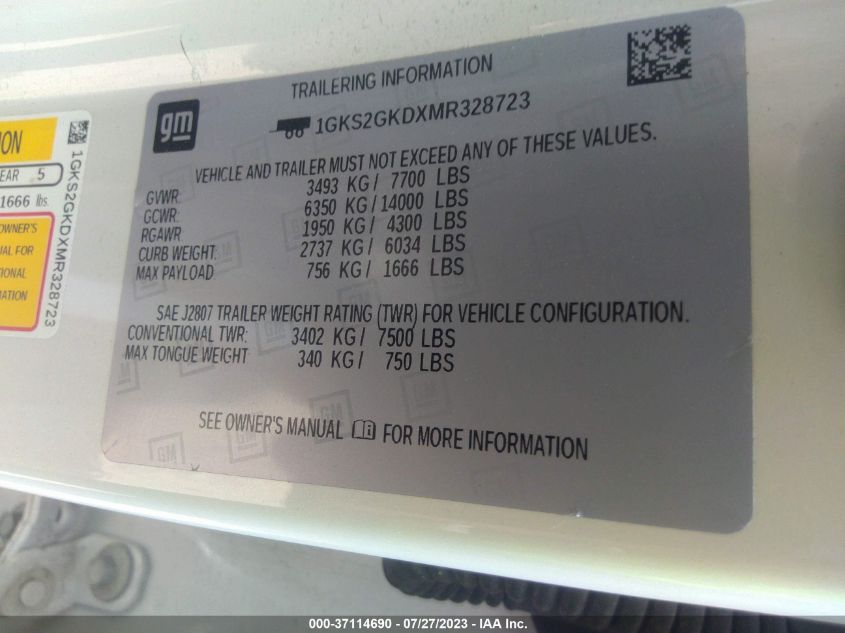 TRAILERING INFORMATION
gm
1GKS2GKDXMR328723
VEHICLE AND TRAILER MUST NOT EXCEED ANY OF THESE VALUES.
GVWR: 3493 KG/ 7700 LBS
GCWR: 6350 KG/14000 LBS
RGAWR: 1950 KG/ 4300 LBS
CURB WEIGHT: 2737 KG/ 6034 LBS
MAX PAYLOAD 756 KG/ 1666 LBS
SAE J2807 TRAILER WEIGHT RATING (TWR) FOR VEHICLE CONFIGURATION.
CONVENTIONAL TWR: 3402 KG/ 7500 LBS
MAX TONGUE WEIGHT 340 KG/ 750 LBS
SEE OWNER'S MANUAL FOR MORE INFORMATION
EAR 5
1666 lbs.
OWNER'S
UAL FOR
IONAL
MATION
1GKS2GKDXMR328723
000-37114690 - 07/27/2023 - IAA Inc.